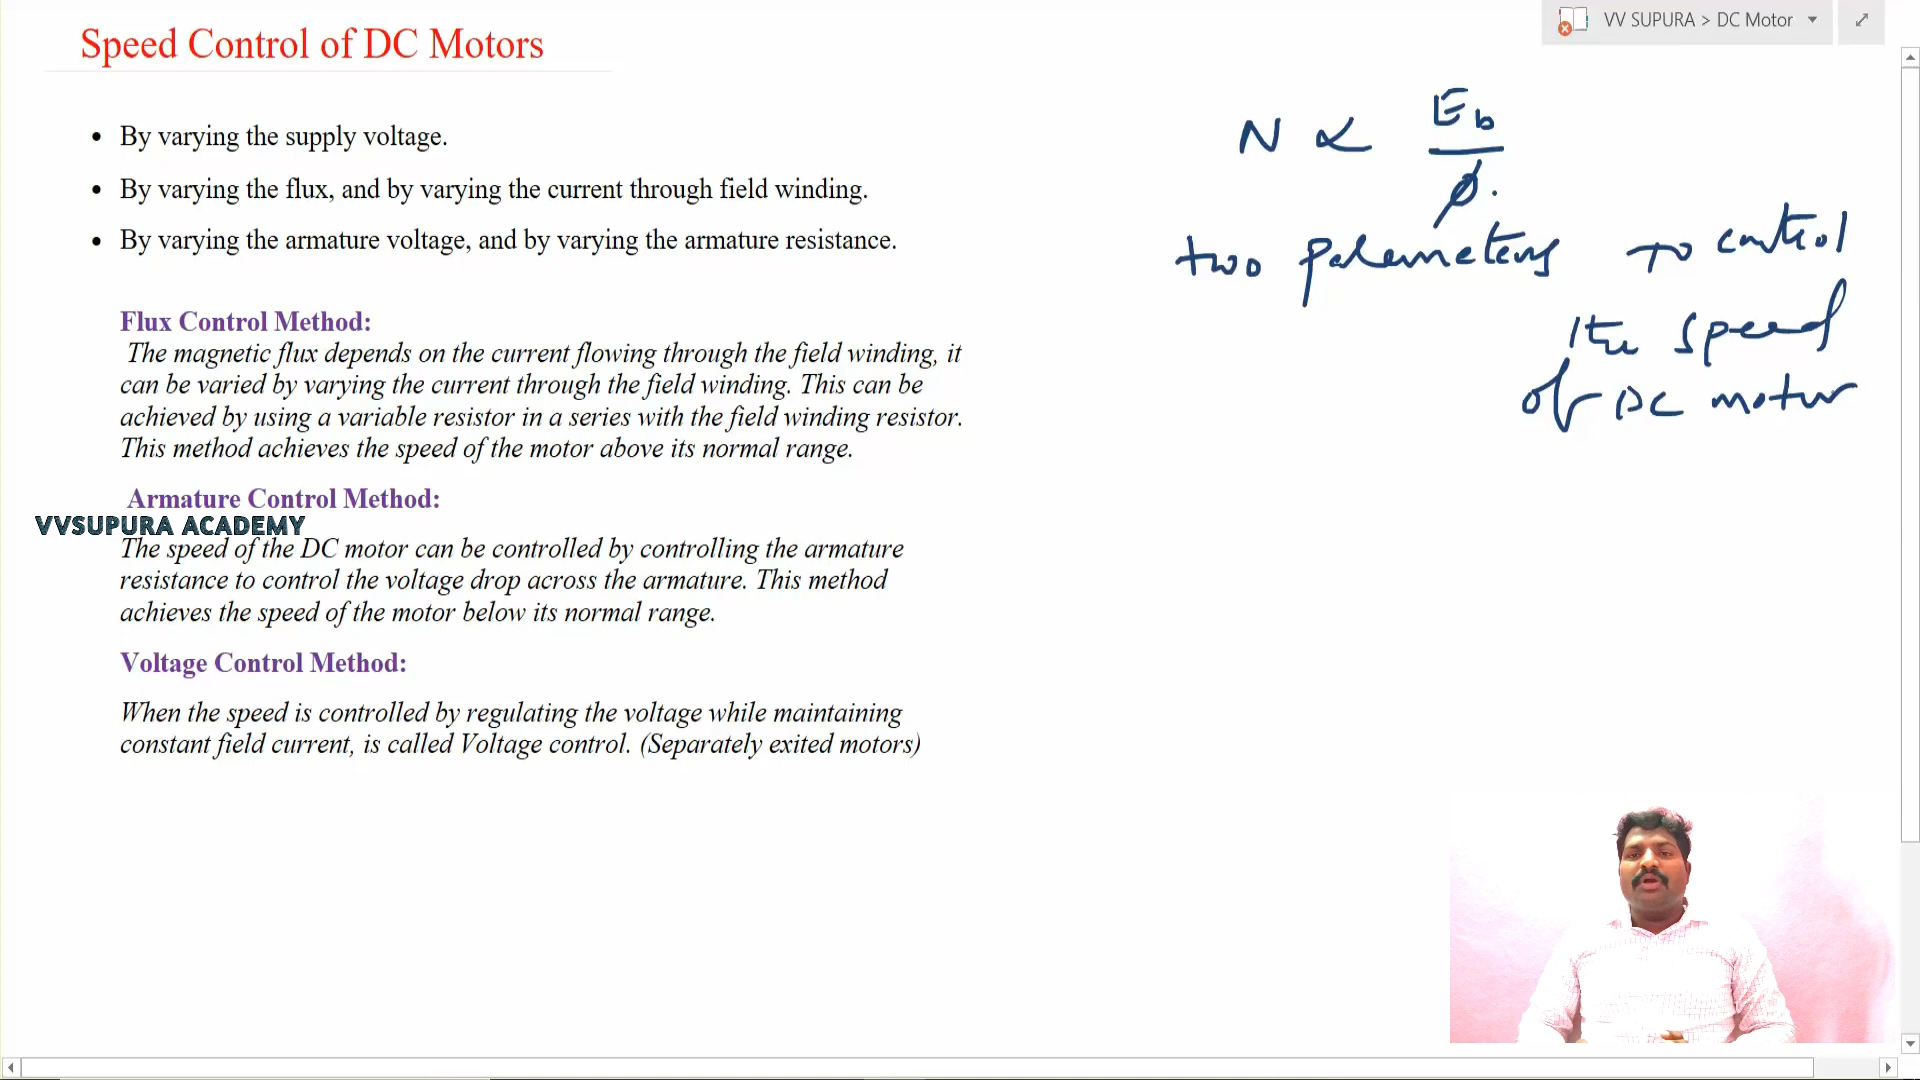 VV SUPURA > DC Motor
Speed Control of DC Motors
• By varying the supply voltage.
• By varying the flux, and by varying the current through field winding.
• By varying the armature voltage, and by varying the armature resistance.
Flux Control Method:
The magnetic flux depends on the current flowing through the field winding, it
can be varied by varying the current through the field winding. This can be
achieved by using a variable resistor in a series with the field winding resistor.
This method achieves the speed of the motor above its normal range.
Armature Control Method:
VVSUPURA ACADEMY
The speed of the DC motor can be controlled by controlling the armature
resistance to control the voltage drop across the armature. This method
achieves the speed of the motor below its normal range.
Voltage Control Method:
When the speed is controlled by regulating the voltage while maintaining
constant field current, is called Voltage control. (Separately exited motors)
N ∝ Eb
ϕ.
two parameters to control
the speed
of DC motor